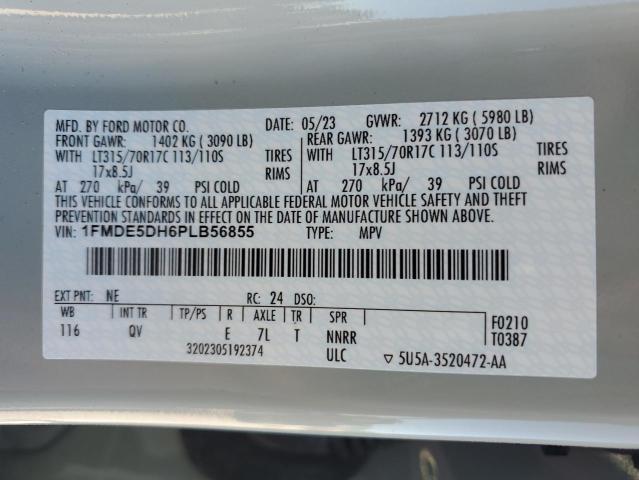 MFD. BY FORD MOTOR CO. DATE: 05/23 GVWR: 2712 KG ( 5980 LB)
FRONT GAWR: 1402 KG ( 3090 LB) REAR GAWR: 1393 KG ( 3070 LB)
WITH LT315/70R17C 113/110S TIRES WITH LT315/70R17C 113/110S TIRES
17x8.5J RIMS 17x8.5J RIMS
AT 270 kPa/ 39 PSI COLD AT 270 kPa/ 39 PSI COLD
THIS VEHICLE CONFORMS TO ALL APPLICABLE FEDERAL MOTOR VEHICLE SAFETY AND THEFT
PREVENTION STANDARDS IN EFFECT ON THE DATE OF MANUFACTURE SHOWN ABOVE.
VIN: 1FMDE5DH6PLB56855 TYPE: MPV
EXT PNT: NE RC: 24 DSO:
WB INT TR TP/PS R AXLE TR SPR F0210
116 QV E 7L T NNRR T0387
3202305192374 ULC ▽ 5U5A-3520472-AA